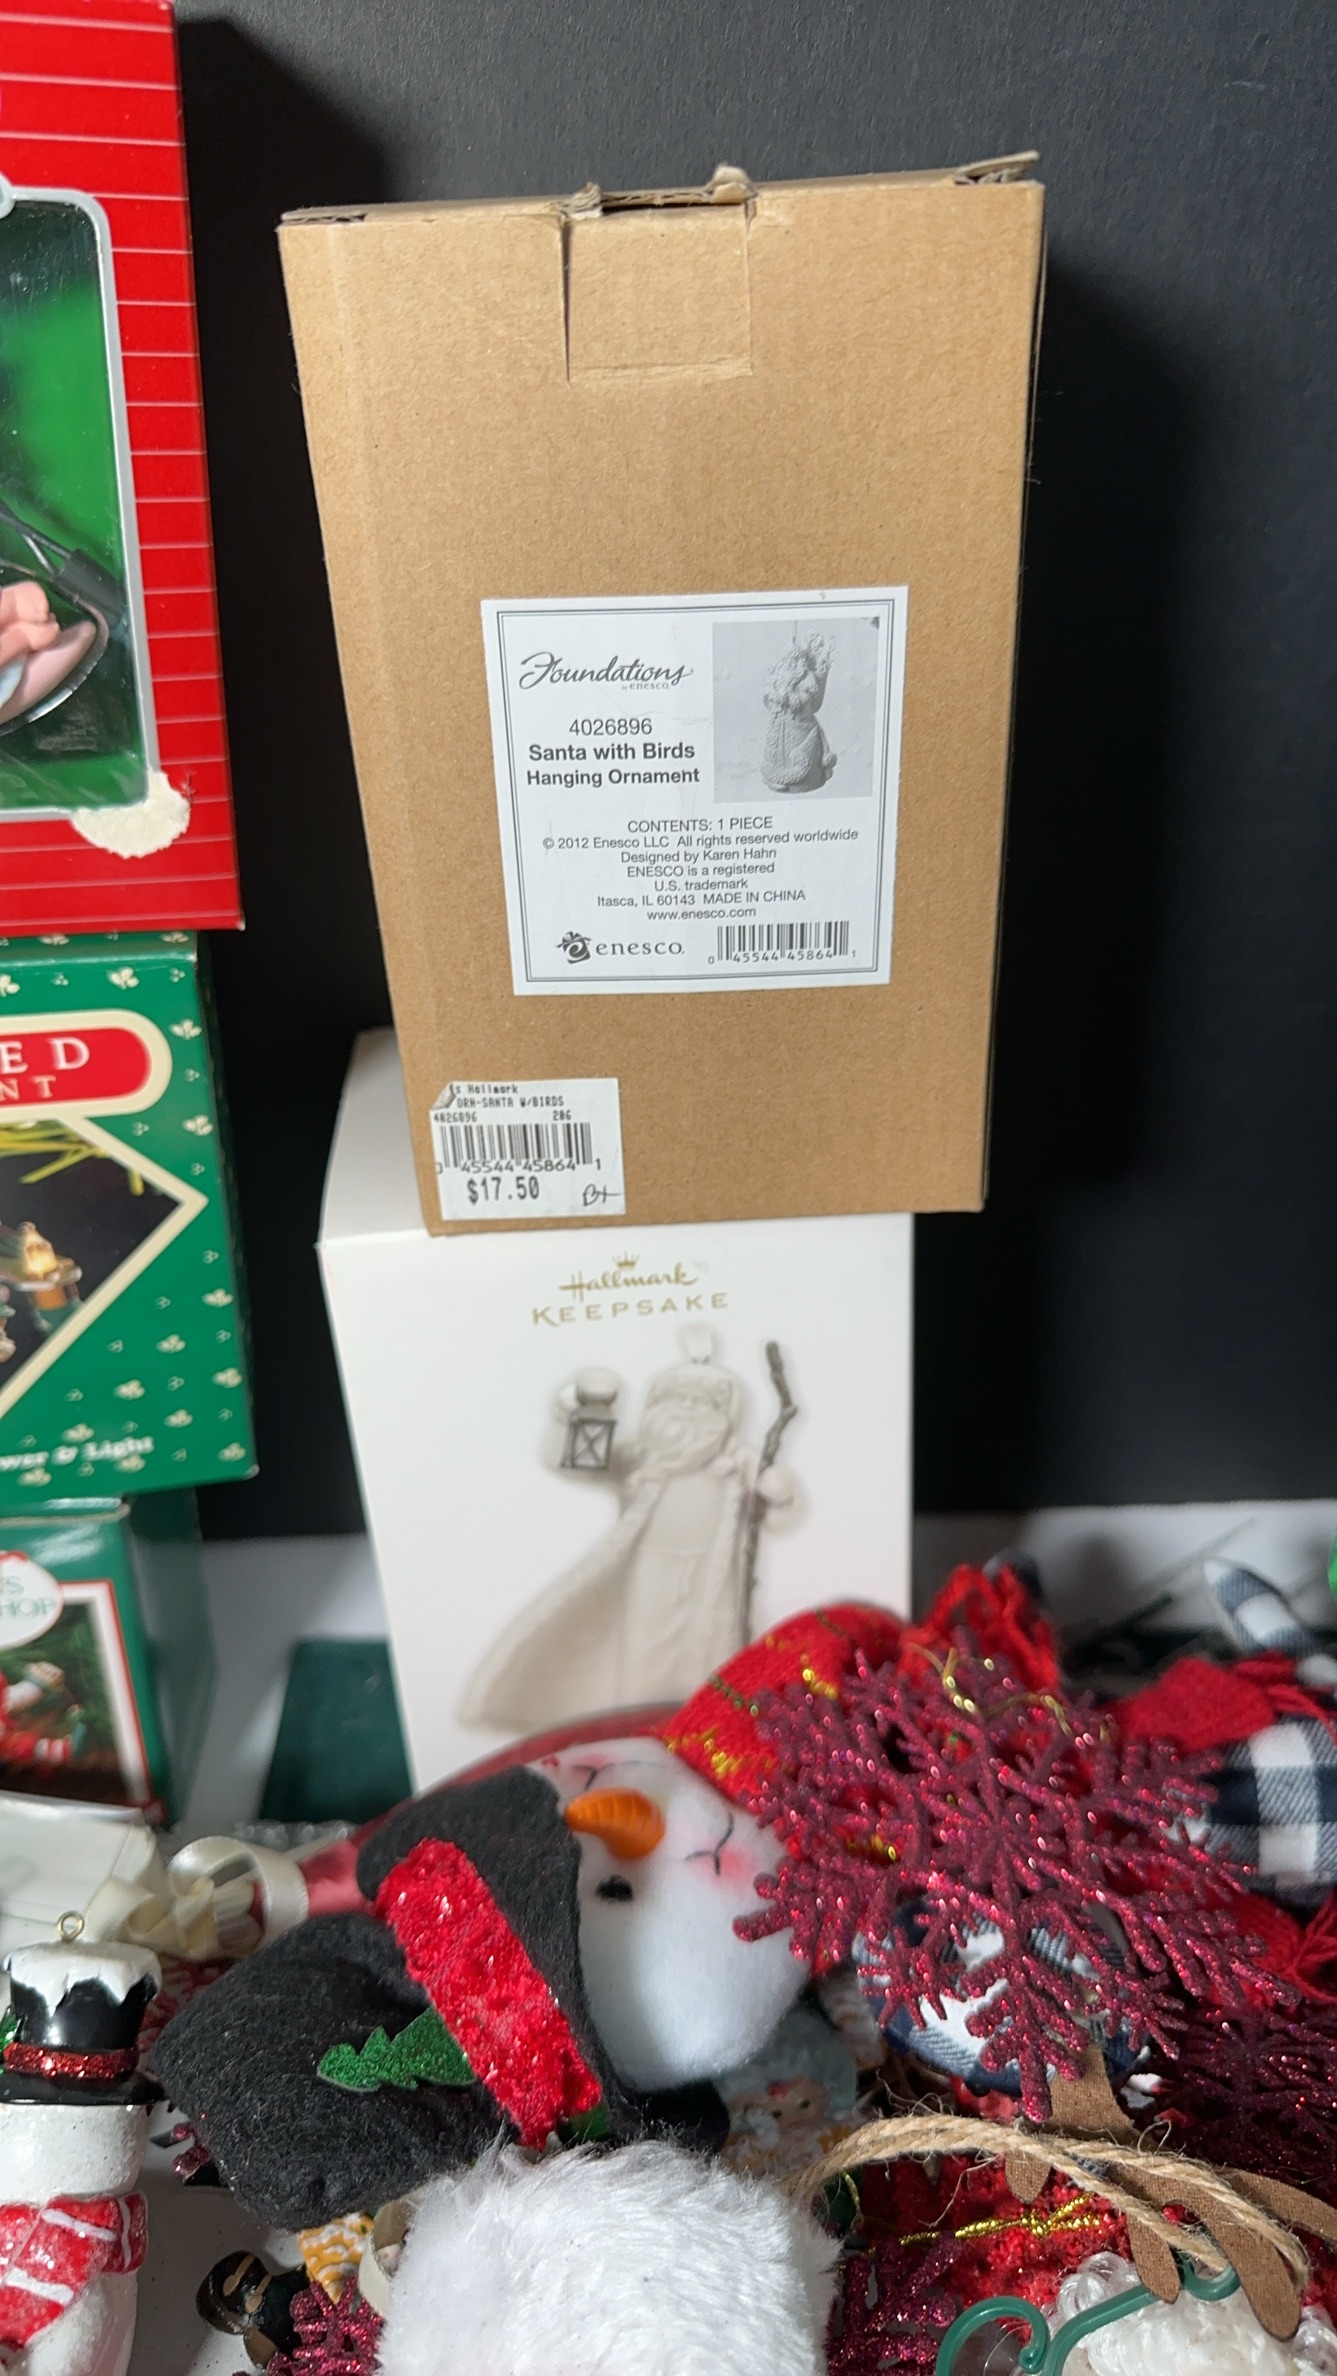 Foundations
by enesco.
4026896
Santa with Birds
Hanging Ornament
CONTENTS: 1 PIECE
© 2012 Enesco LLC All rights reserved worldwide
Designed by Karen Hahn
ENESCO is a registered
U.S. trademark
Itasca, IL 60143 MADE IN CHINA
www.enesco.com
enesco.
0 45544 45864 1
Hallmark
ORN-SANTA W/BIRDS
4026896 206
0 45544 45864 1
$17.50
Hallmark
KEEPSAKE
ED
NT
wer & Light
HOP